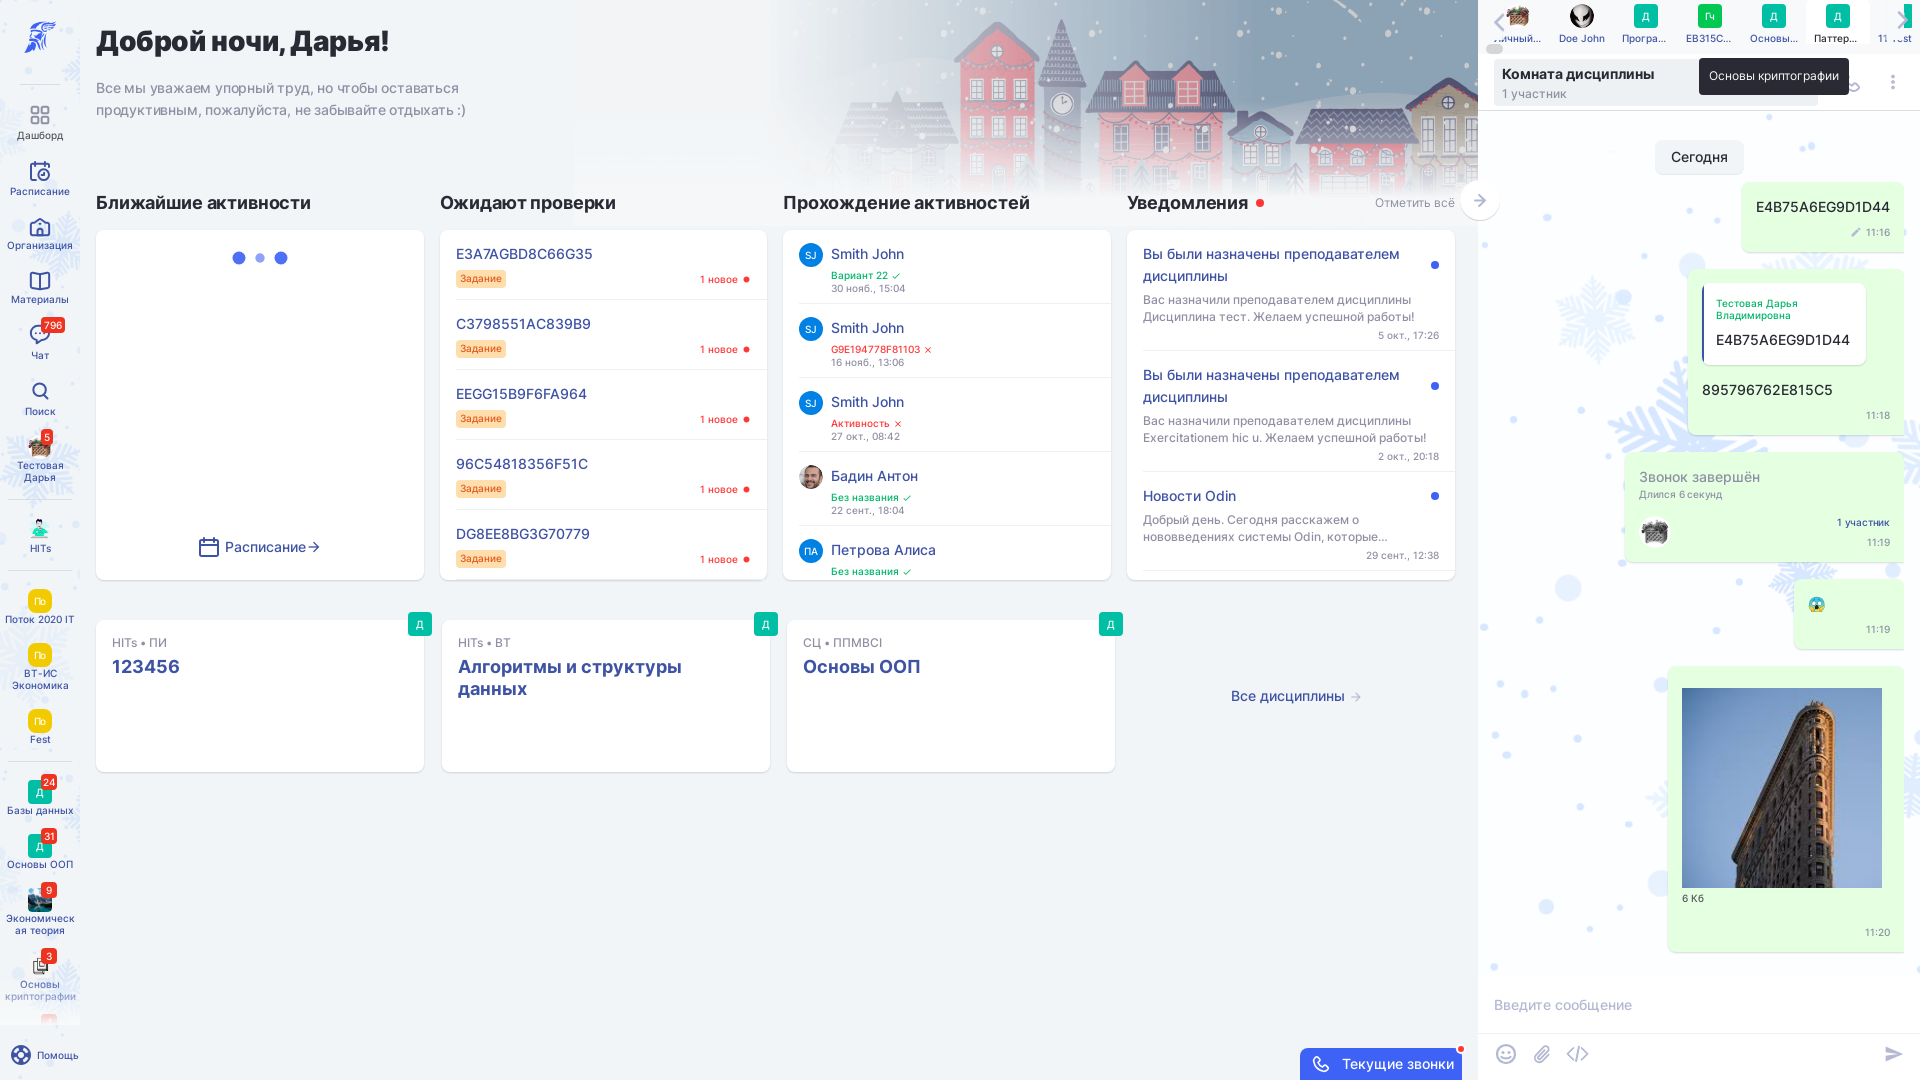 Доброй ночи, Дарья!
Все мы уважаем упорный труд, но чтобы оставаться
продуктивным, пожалуйста, не забывайте отдыхать :)
Дашборд
Расписание
Организация
Материалы
796
Чат
Поиск
5
Тестовая
Дарья
HITs
По
Поток 2020 IT
По
ВТ-ИС
Экономика
По
Fest
24
Д
Базы данных
31
Д
Основы ООП
9
Экономическ
ая теория
3
Основы
криптографии
Помощь
Ближайшие активности
Расписание
Ожидают проверки
E3A7AGBD8C66G35
Задание
1 новое
C3798551AC839B9
Задание
1 новое
EEGG15B9F6FA964
Задание
1 новое
96C54818356F51C
Задание
1 новое
DG8EE8BG3G70779
Задание
1 новое
Прохождение активностей
SJ
Smith John
Вариант 22
30 нояб., 15:04
SJ
Smith John
G9E194778F81103
16 нояб., 13:06
SJ
Smith John
Активность
27 окт., 08:42
Бадин Антон
Без названия
22 сент., 18:04
ПА
Петрова Алиса
Без названия
Уведомления
Отметить всё
Вы были назначены преподавателем
дисциплины
Вас назначили преподавателем дисциплины
Дисциплина тест. Желаем успешной работы!
5 окт., 17:26
Вы были назначены преподавателем
дисциплины
Вас назначили преподавателем дисциплины
Exercitationem hic u. Желаем успешной работы!
2 окт., 20:18
Новости Odin
Добрый день. Сегодня расскажем о
нововведениях системы Odin, которые...
29 сент., 12:38
Д
HITs • ПИ
123456
Д
HITs • ВТ
Алгоритмы и структуры
данных
Д
СЦ • ППМВCI
Основы ООП
Все дисциплины
Текущие звонки
Личный...
Doe John
Д
Програ...
Гч
EB315C...
Д
Основы...
Д
Паттер...
Комната дисциплины
1 участник
Основы криптографии
Сегодня
E4B75A6EG9D1D44
11:16
Тестовая Дарья
Владимировна
E4B75A6EG9D1D44
895796762E815C5
11:18
Звонок завершён
Длился 6 секунд
1 участник
11:19
11:19
6 Кб
11:20
Введите сообщение